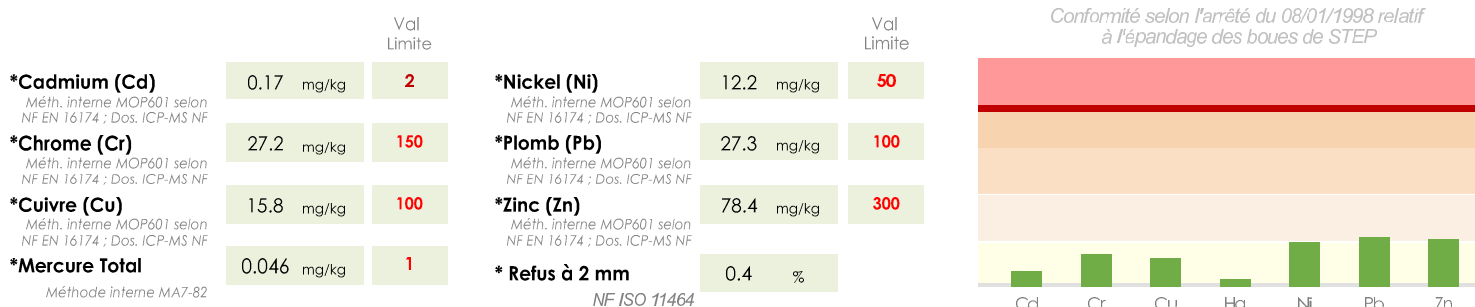 Val
Limite
*Cadmium (Cd) 0.17 mg/kg 2
Méth. interne MOP601 selon
NF EN 16174 ; Dos. ICP-MS NF
*Chrome (Cr) 27.2 mg/kg 150
Méth. interne MOP601 selon
NF EN 16174 ; Dos. ICP-MS NF
*Cuivre (Cu) 15.8 mg/kg 100
Méth. interne MOP601 selon
NF EN 16174 ; Dos. ICP-MS NF
*Mercure Total 0.046 mg/kg 1
Méthode interne MA7-82
Val
Limite
*Nickel (Ni) 12.2 mg/kg 50
Méth. interne MOP601 selon
NF EN 16174 ; Dos. ICP-MS NF
*Plomb (Pb) 27.3 mg/kg 100
Méth. interne MOP601 selon
NF EN 16174 ; Dos. ICP-MS NF
*Zinc (Zn) 78.4 mg/kg 300
Méth. interne MOP601 selon
NF EN 16174 ; Dos. ICP-MS NF
* Refus à 2 mm 0.4 %
NF ISO 11464
Conformité selon l'arrêté du 08/01/1998 relatif
à l'épandage des boues de STEP
Cd Cr Cu Hg Ni Pb Zn